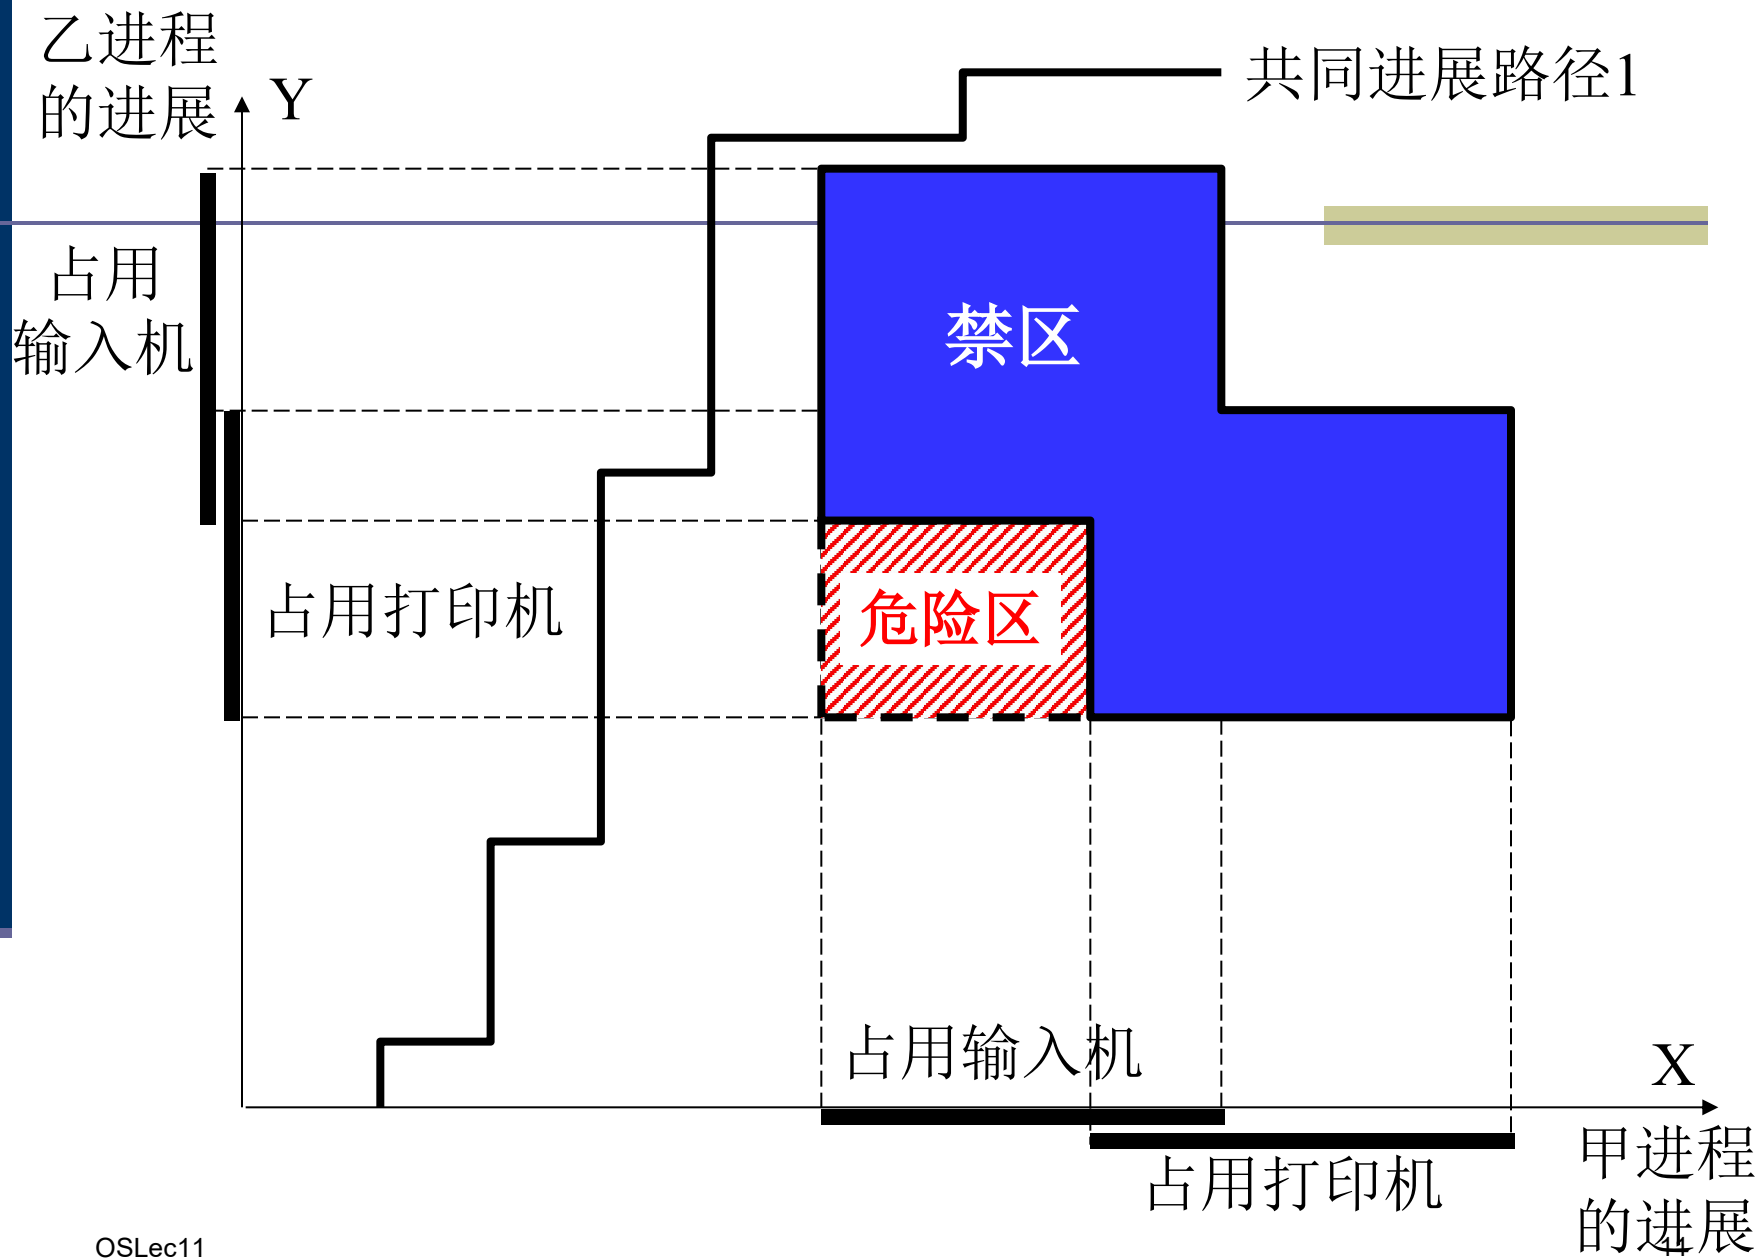 乙进程
的进展
Y
共同进展路径1
占用
输入机
禁区
占用打印机
危险区
占用输入机
X
占用打印机
甲进程
的进展
OSLec11
11